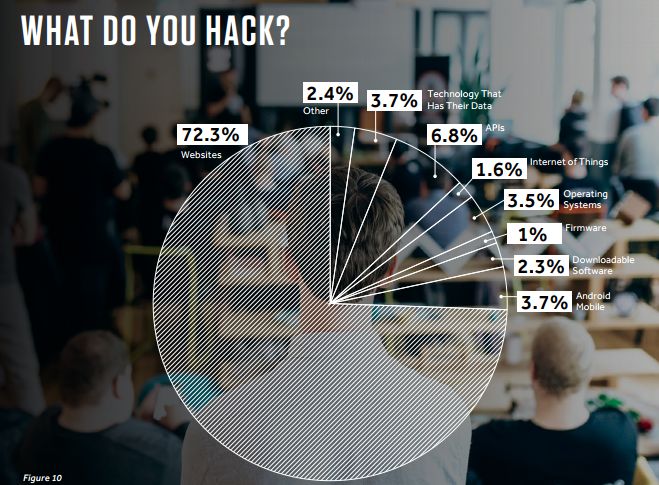 WHAT DO YOU HACK?
2.4%
Other
3.7%
Technology That
Has Their Data
72.3%
Websites
6.8%
APIs
1.6%
Internet of Things
3.5%
Operating
Systems
1%
Firmware
2.3%
Downloadable
Software
3.7%
Android
Mobile
Figure 10